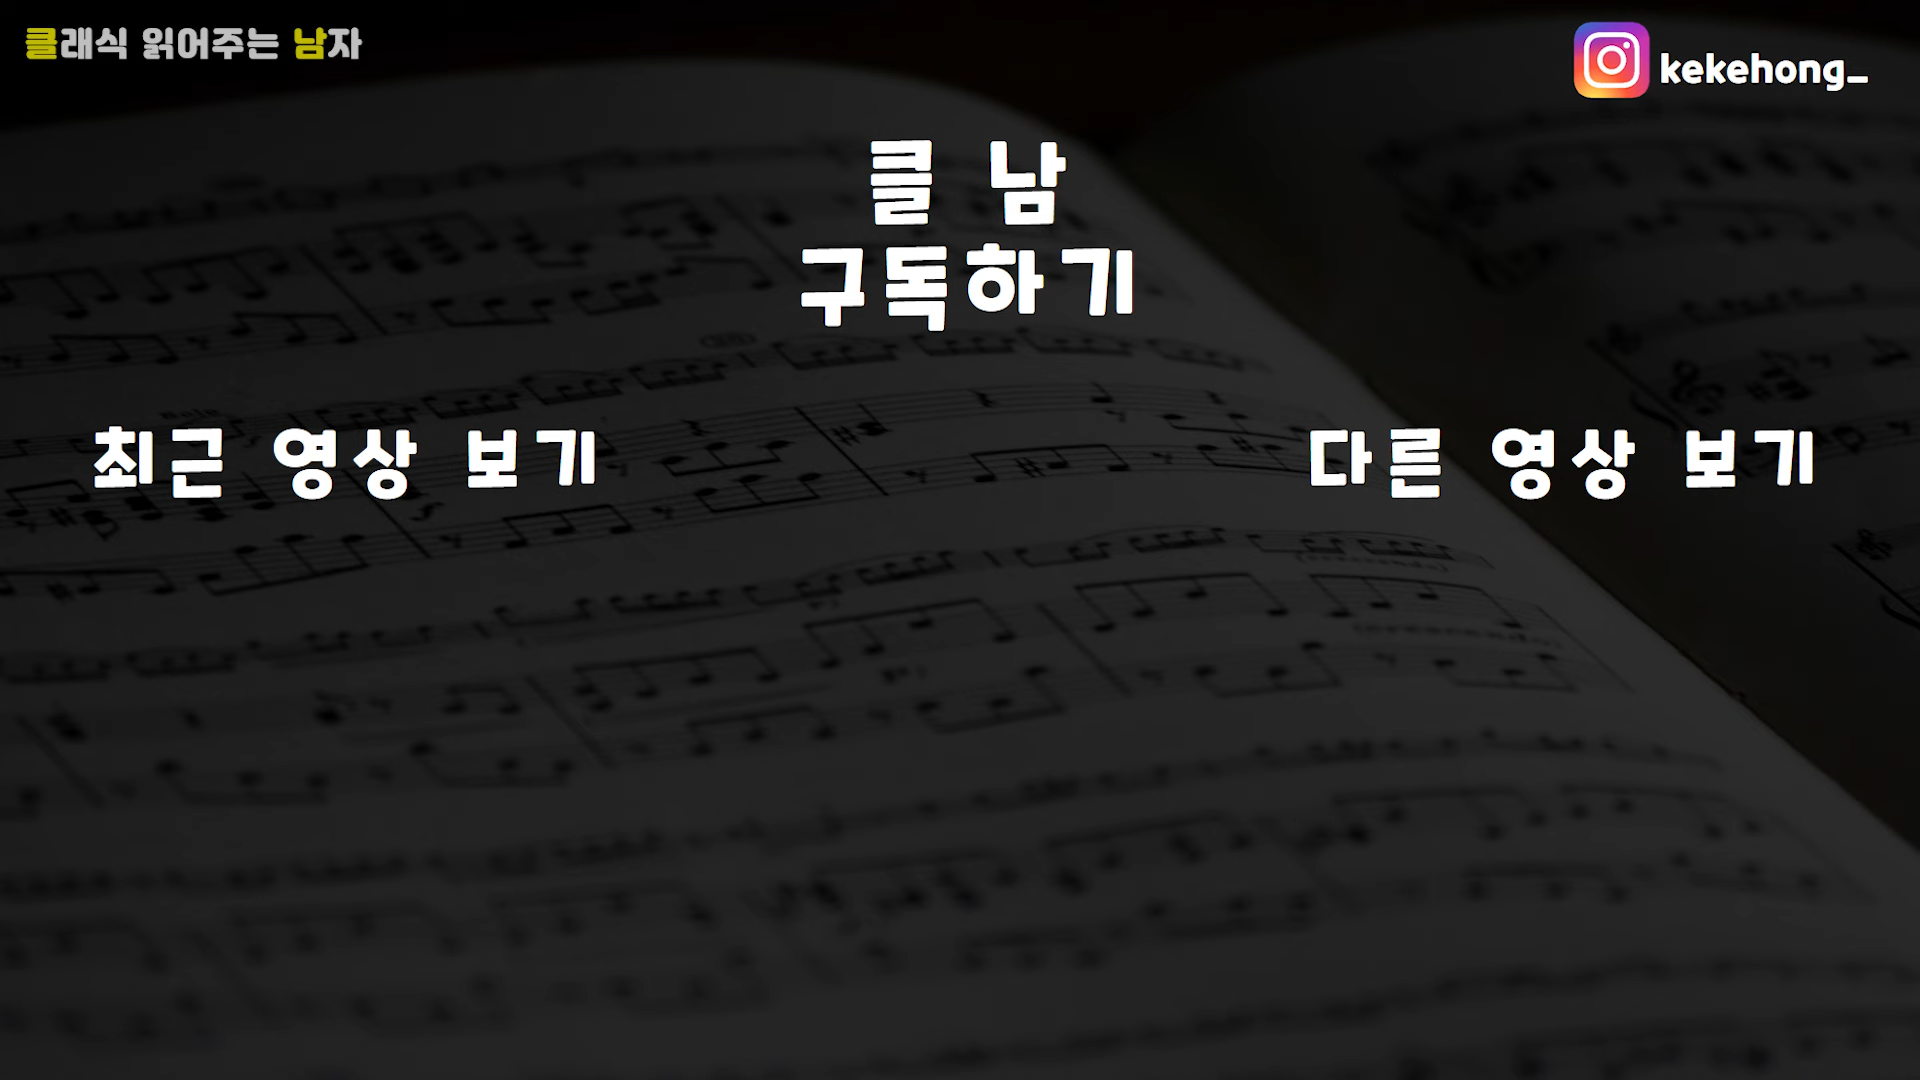 클래식 읽어주는 남자
kekehong_
클 남
구독하기
최근 영상 보기
다른 영상 보기